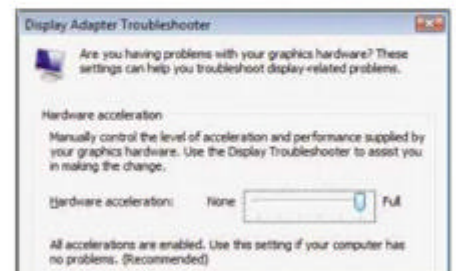 Display Adapter Troubleshooter
Are you having problems with your graphics hardware? These
settings can help you troubleshoot display-related problems.
Hardware acceleration
Manually control the level of acceleration and performance supplied by
your graphics hardware. Use the Display Troubleshooter to assist you
in making the change.
Hardware acceleration: None Full
All accelerations are enabled. Use this setting if your computer has
no problems. (Recommended)